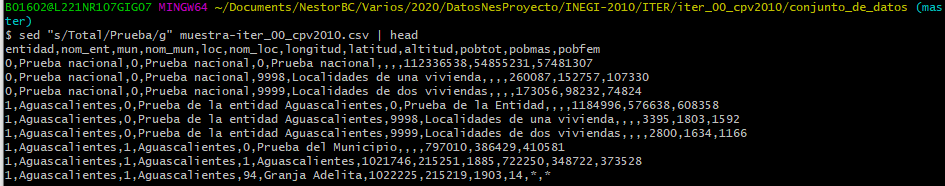 B01602@L221NR107GIG07 MINGW64 ~/Documents/NestorBC/Varios/2020/DatosNesProyecto/INEGI-2010/ITER/iter_00_cpv2010/conjunto_de_datos (mas
ter)
$ sed "s/Total/Prueba/g" muestra-iter_00_cpv2010.csv | head
entidad,nom_ent,mun,nom_mun,loc,nom_loc,longitud,latitud,altitud,pobtot,pobmas,pobfem
0,Prueba nacional,0,Prueba nacional,0,Prueba nacional,,,,112336538,54855231,57481307
0,Prueba nacional,0,Prueba nacional,9998,Localidades de una vivienda,,,,260087,152757,107330
0,Prueba nacional,0,Prueba nacional,9999,Localidades de dos viviendas,,,,173056,98232,74824
1,Aguascalientes,0,Prueba de la entidad Aguascalientes,0,Prueba de la Entidad,,,,1184996,576638,608358
1,Aguascalientes,0,Prueba de la entidad Aguascalientes,9998,Localidades de una vivienda,,,,3395,1803,1592
1,Aguascalientes,0,Prueba de la entidad Aguascalientes,9999,Localidades de dos viviendas,,,,2800,1634,1166
1,Aguascalientes,1,Aguascalientes,0,Prueba del Municipio,,,,797010,386429,410581
1,Aguascalientes,1,Aguascalientes,1,Aguascalientes,1021746,215251,1885,722250,348722,373528
1,Aguascalientes,1,Aguascalientes,94,Granja Adelita,1022225,215219,1903,14,*,*